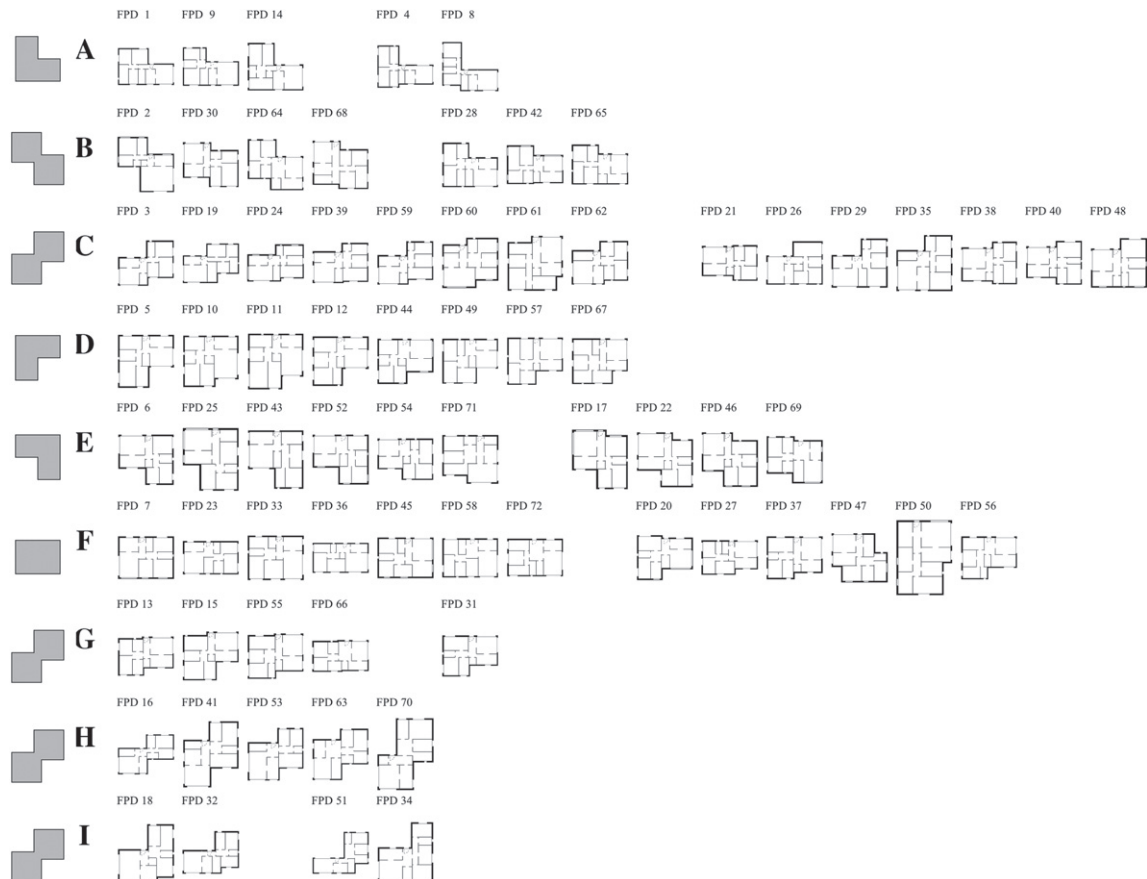 FPD 1 FPD 9 FPD 14 FPD 4 FPD 8
A
FPD 2 FPD 30 FPD 64 FPD 68 FPD 28 FPD 42 FPD 65
B
FPD 3 FPD 19 FPD 24 FPD 39 FPD 59 FPD 60 FPD 61 FPD 62 FPD 21 FPD 26 FPD 29 FPD 35 FPD 38 FPD 40 FPD 48
C
FPD 5 FPD 10 FPD 11 FPD 12 FPD 44 FPD 49 FPD 57 FPD 67
D
FPD 6 FPD 25 FPD 43 FPD 52 FPD 54 FPD 71 FPD 17 FPD 22 FPD 46 FPD 69
E
FPD 7 FPD 23 FPD 33 FPD 36 FPD 45 FPD 58 FPD 72 FPD 20 FPD 27 FPD 37 FPD 47 FPD 50 FPD 56
F
FPD 13 FPD 15 FPD 55 FPD 66 FPD 31
G
FPD 16 FPD 41 FPD 53 FPD 63 FPD 70
H
FPD 18 FPD 32 FPD 51 FPD 34
I